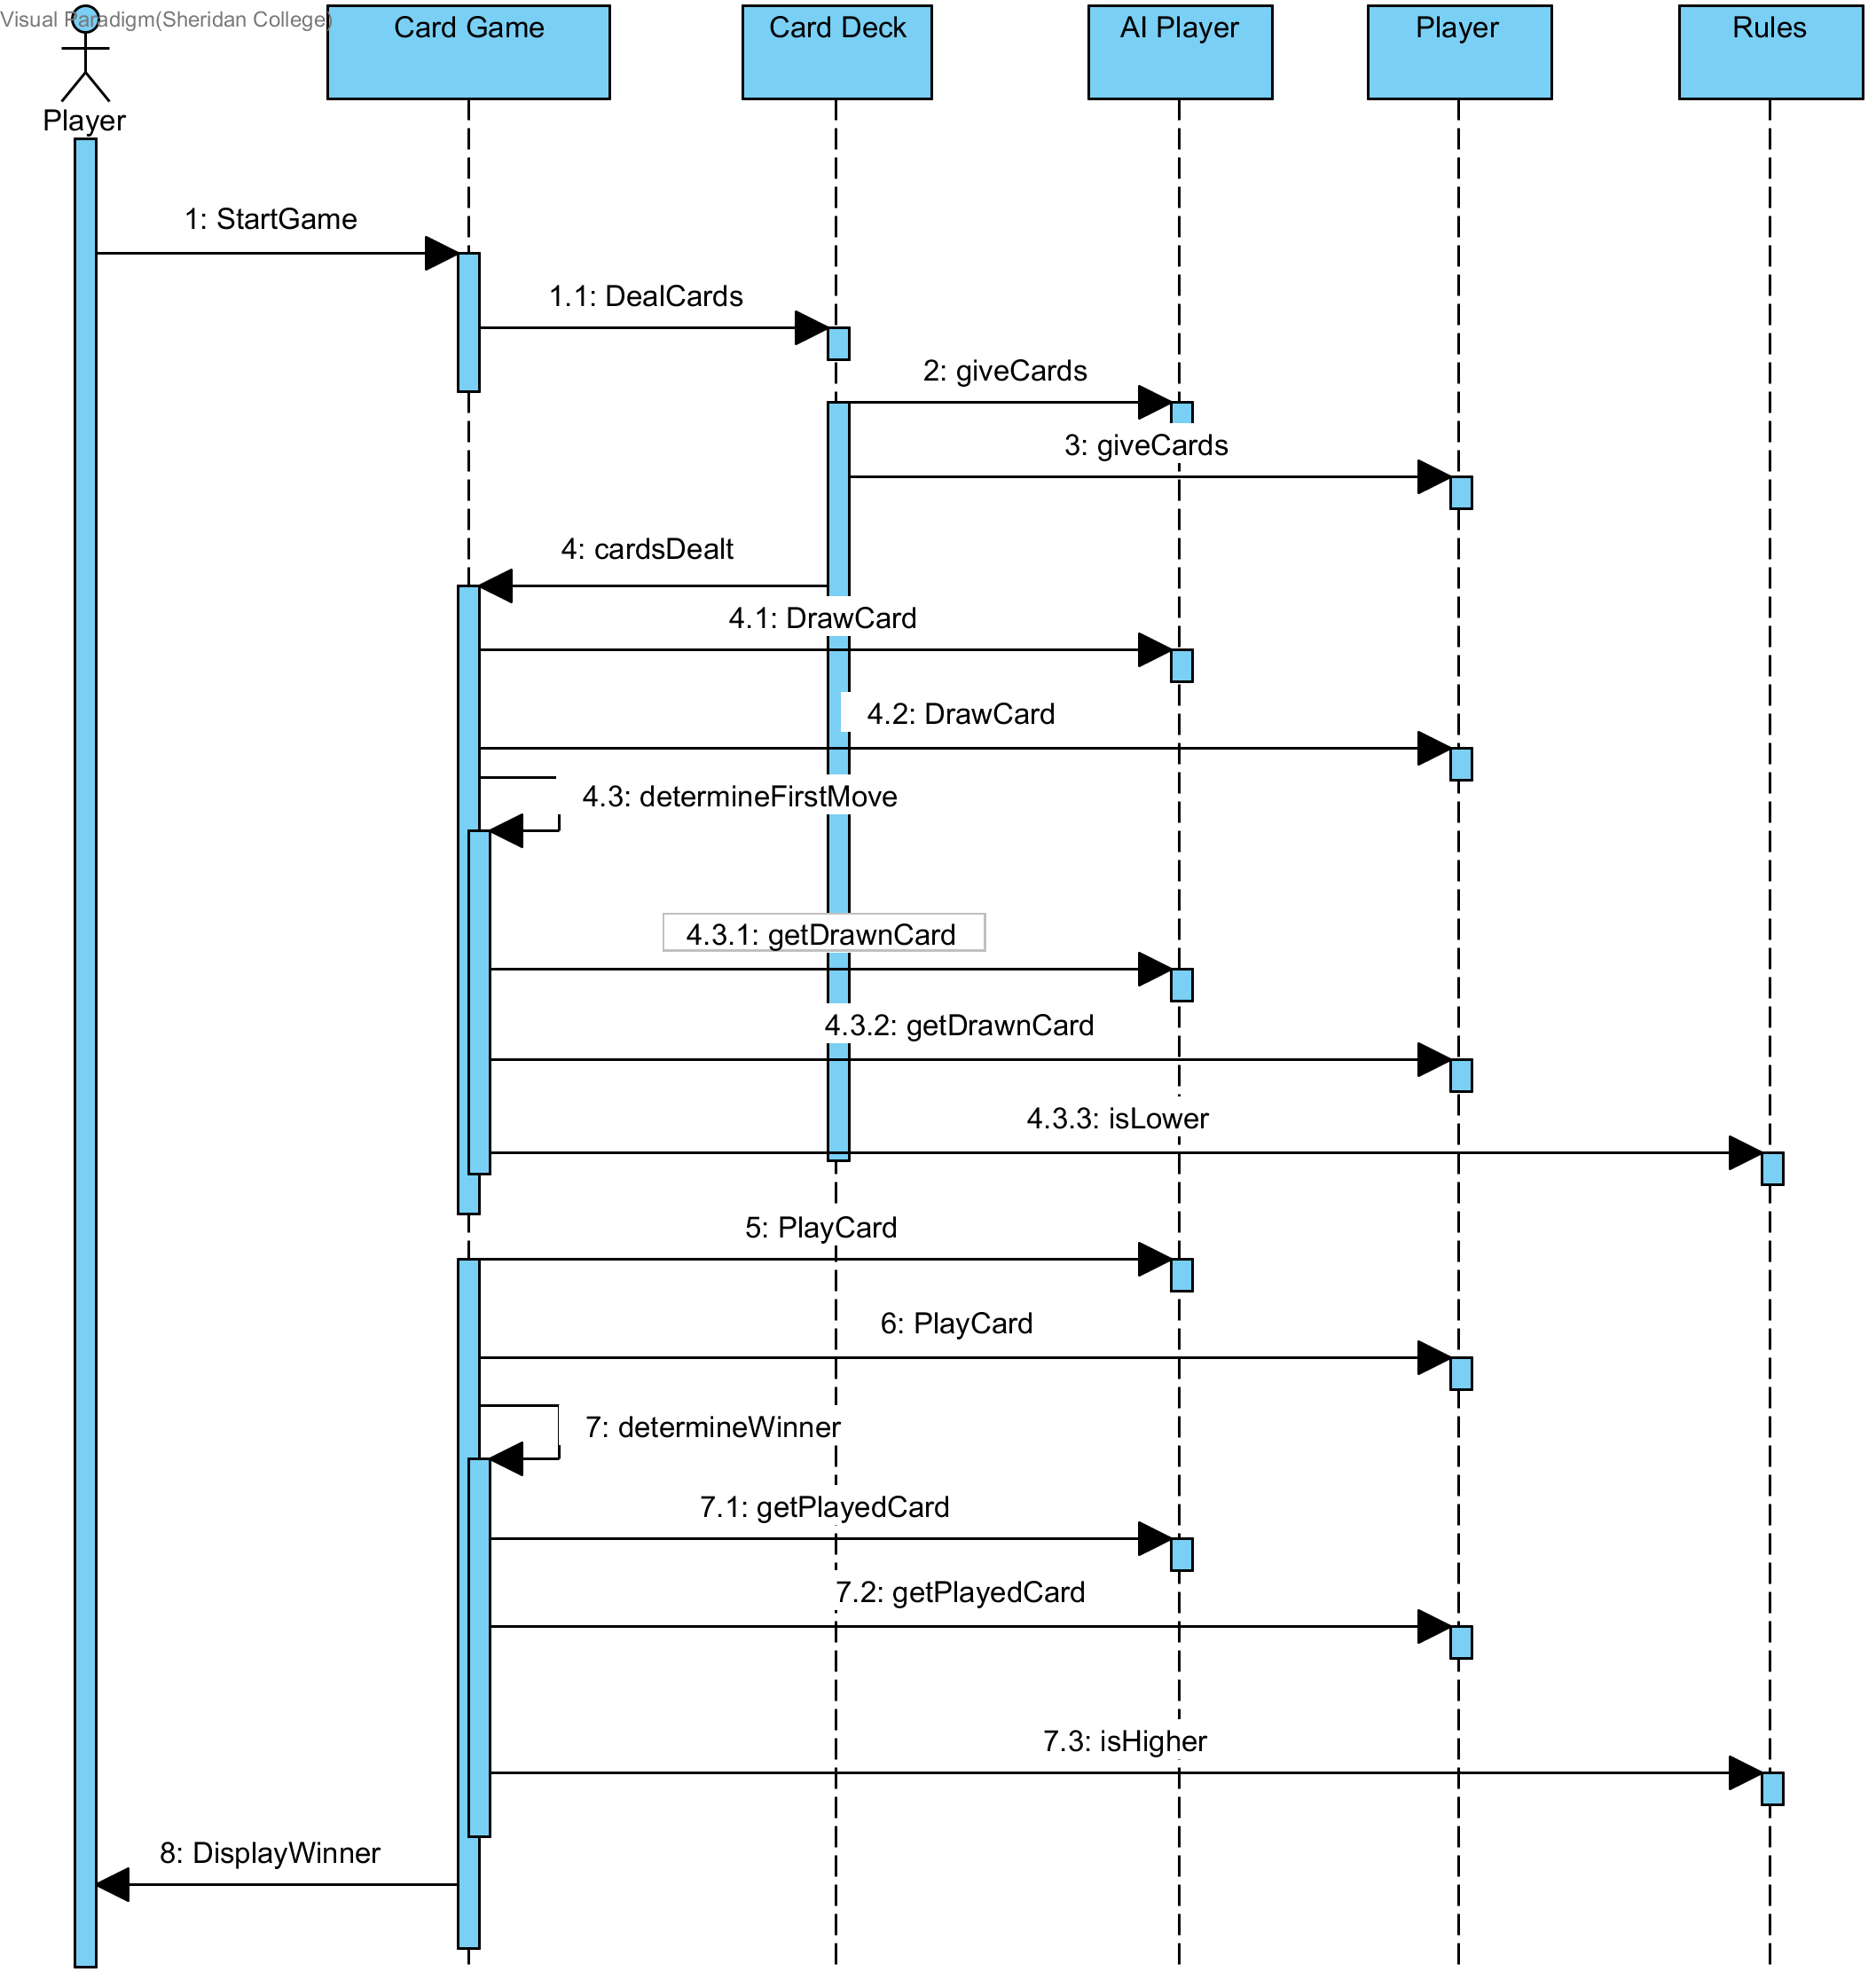 Visual Paradigm(Sheridan College)
Player
Card Game
Card Deck
AI Player
Player
Rules
1: StartGame
1.1: DealCards
2: giveCards
3: giveCards
4: cardsDealt
4.1: DrawCard
4.2: DrawCard
4.3: determineFirstMove
4.3.1: getDrawnCard
4.3.2: getDrawnCard
4.3.3: isLower
5: PlayCard
6: PlayCard
7: determineWinner
7.1: getPlayedCard
7.2: getPlayedCard
7.3: isHigher
8: DisplayWinner